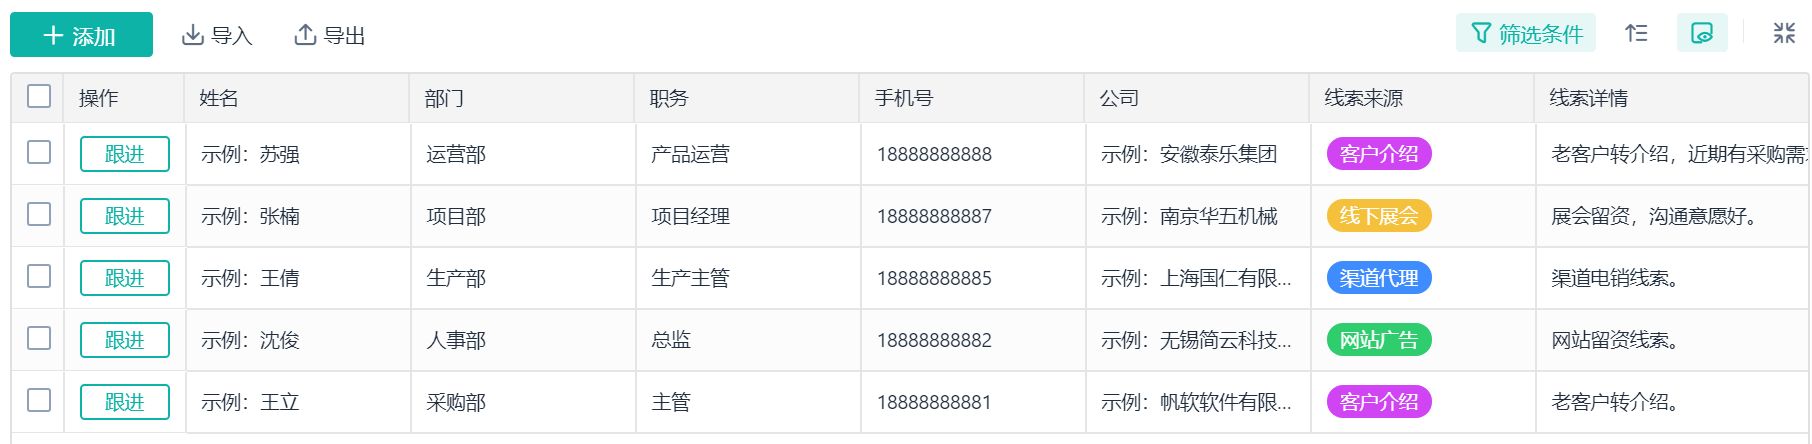 添加 导入 导出 筛选条件
操作 姓名 部门 职务 手机号 公司 线索来源 线索详情
跟进 示例：苏强 运营部 产品运营 18888888888 示例：安徽泰乐集团 客户介绍 老客户转介绍，近期有采购需
跟进 示例：张楠 项目部 项目经理 18888888887 示例：南京华五机械 线下展会 展会留资，沟通意愿好。
跟进 示例：王倩 生产部 生产主管 18888888885 示例：上海国仁有限... 渠道代理 渠道电销线索。
跟进 示例：沈俊 人事部 总监 18888888882 示例：无锡简云科技... 网站广告 网站留资线索。
跟进 示例：王立 采购部 主管 18888888881 示例：帆软软件有限... 客户介绍 老客户转介绍。